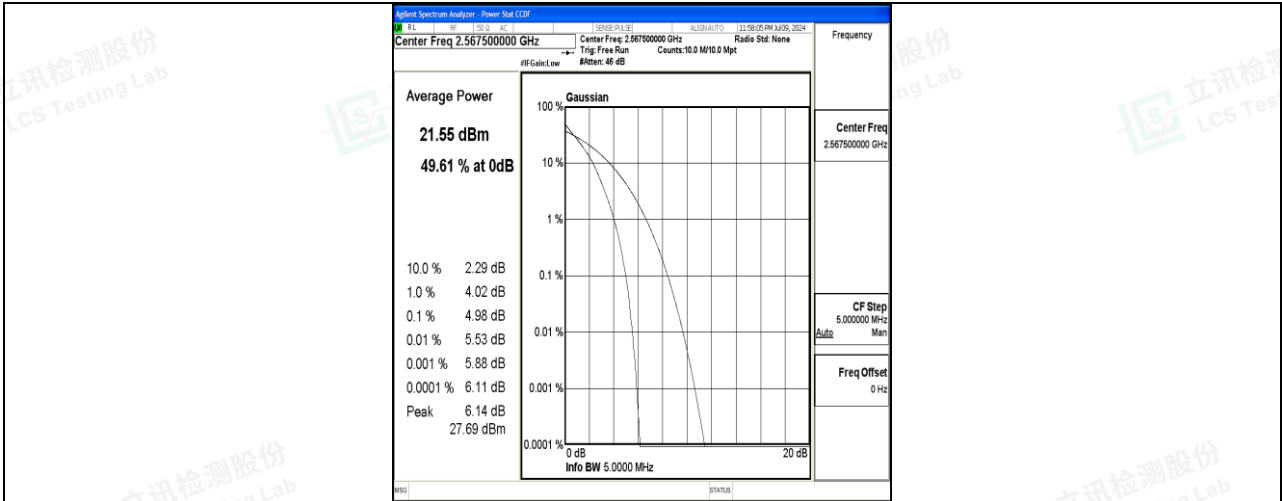 Agilent Spectrum Analyzer - Power Stat CCDF
RL RF 50 Ω AC SENSE:PULSE ALIGN AUTO 11:58:05 PM Jul 09, 2024
Center Freq 2.567500000 GHz
Center Freq: 2.567500000 GHz Radio Std: None
Trig: Free Run Counts:10.0 M/10.0 Mpt
#IFGain:Low #Atten: 46 dB
Frequency
Average Power
21.55 dBm
49.61 % at 0dB
10.0 % 2.29 dB
1.0 % 4.02 dB
0.1 % 4.98 dB
0.01 % 5.53 dB
0.001 % 5.88 dB
0.0001 % 6.11 dB
Peak 6.14 dB
27.69 dBm
Gaussian
100 %
10 %
1 %
0.1 %
0.01 %
0.001 %
0.0001 %
0 dB 20 dB
Info BW 5.0000 MHz
Center Freq
2.567500000 GHz
CF Step
5.000000 MHz
Auto Man
Freq Offset
0 Hz
MSG STATUS
立讯检测股份
LCS Testing Lab